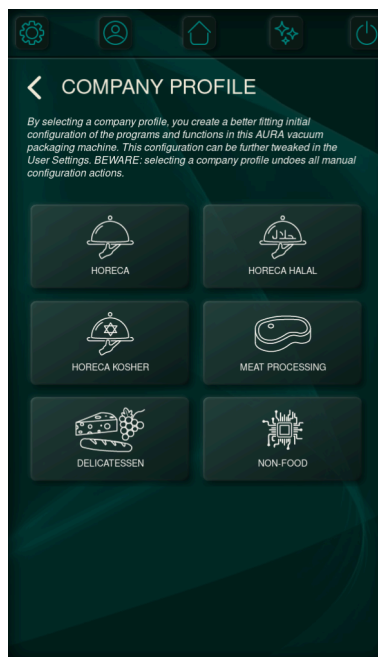 COMPANY PROFILE
By selecting a company profile, you create a better fitting initial
configuration of the programs and functions in this AURA vacuum
packaging machine. This configuration can be further tweaked in the
User Settings. BEWARE: selecting a company profile undoes all manual
configuration actions.
HORECA
حلال
HORECA HALAL
HORECA KOSHER
MEAT PROCESSING
DELICATESSEN
NON-FOOD